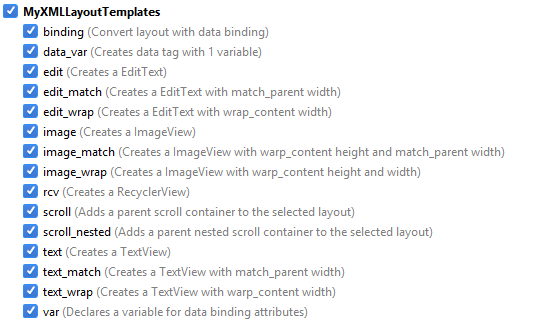 MyXMLLayoutTemplates
binding (Convert layout with data binding)
data_var (Creates data tag with 1 variable)
edit (Creates a EditText)
edit_match (Creates a EditText with match_parent width)
edit_wrap (Creates a EditText with wrap_content width)
image (Creates a ImageView)
image_match (Creates a ImageView with warp_content height and match_parent width)
image_wrap (Creates a ImageView with warp_content height and width)
rcv (Creates a RecyclerView)
scroll (Adds a parent scroll container to the selected layout)
scroll_nested (Adds a parent nested scroll container to the selected layout)
text (Creates a TextView)
text_match (Creates a TextView with match_parent width)
text_wrap (Creates a TextView with warp_content width)
var (Declares a variable for data binding attributes)